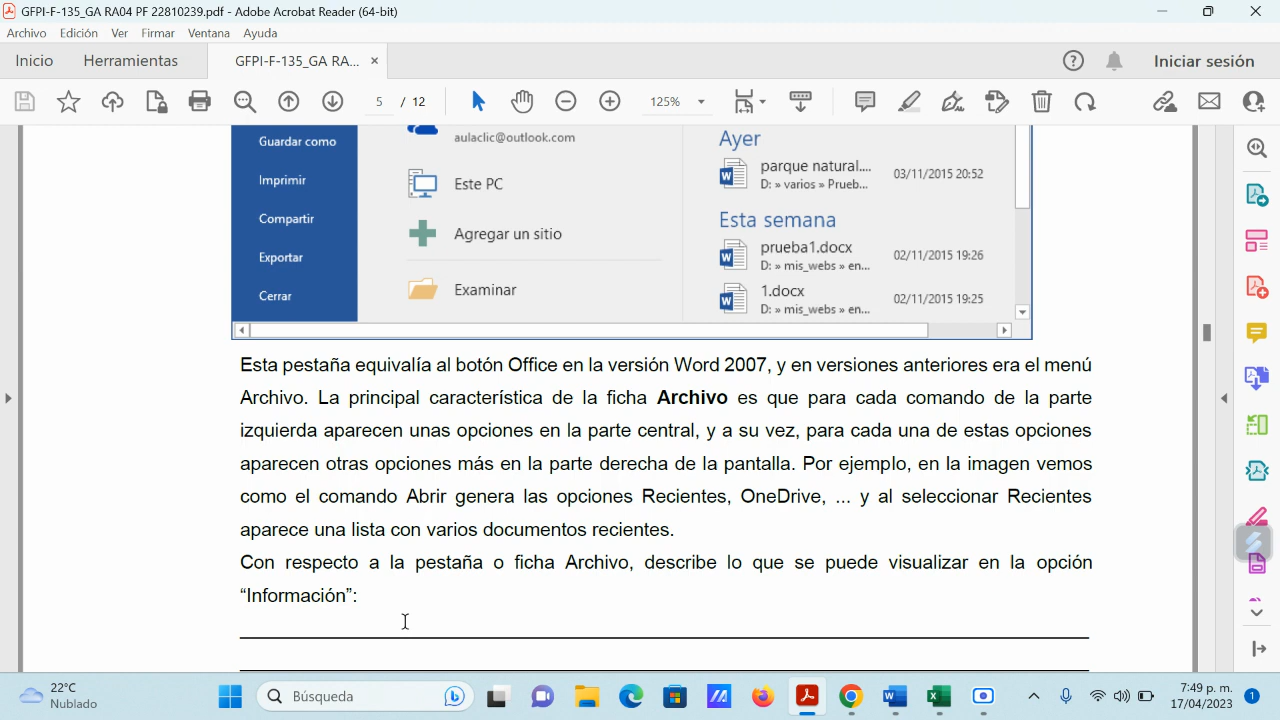 GFPI-F-135_GA RA04 PF 22810239.pdf - Adobe Acrobat Reader (64-bit)
Archivo Edición Ver Firmar Ventana Ayuda
Inicio Herramientas GFPI-F-135_GA RA... × Iniciar sesión
5 / 12 125%
Guardar como
Imprimir
Compartir
Exportar
Cerrar
aulaclic@outlook.com
Este PC
Agregar un sitio
Examinar
Ayer
parque natural.... 03/11/2015 20:52
D: » varios » Prueb...
Esta semana
prueba1.docx 02/11/2015 19:26
D: » mis_webs » en...
1.docx 02/11/2015 19:25
D: » mis_webs » en...
Esta pestaña equivalía al botón Office en la versión Word 2007, y en versiones anteriores era el menú
Archivo. La principal característica de la ficha Archivo es que para cada comando de la parte
izquierda aparecen unas opciones en la parte central, y a su vez, para cada una de estas opciones
aparecen otras opciones más en la parte derecha de la pantalla. Por ejemplo, en la imagen vemos
como el comando Abrir genera las opciones Recientes, OneDrive, ... y al seleccionar Recientes
aparece una lista con varios documentos recientes.
Con respecto a la pestaña o ficha Archivo, describe lo que se puede visualizar en la opción
“Información”:
22°C
Nublado
Búsqueda
7:49 p. m.
17/04/2023
1